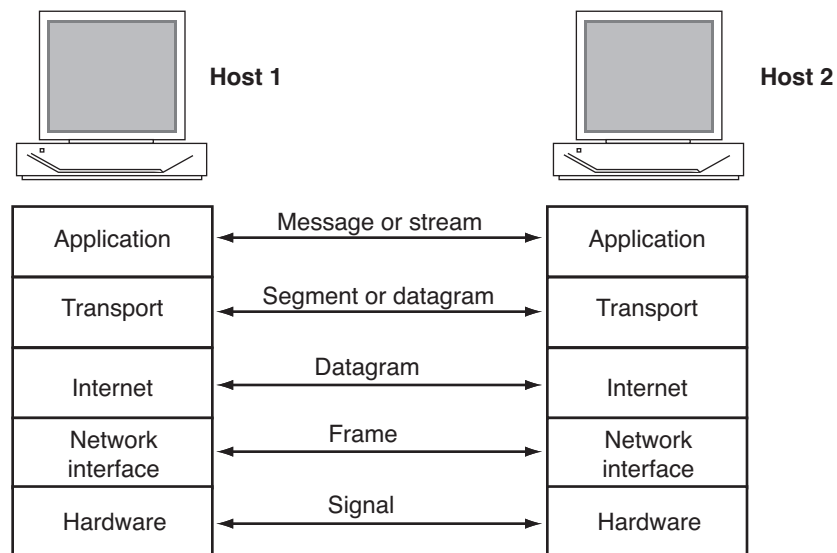 Host 1
Host 2
Application
Message or stream
Application
Transport
Segment or datagram
Transport
Internet
Datagram
Internet
Network
interface
Frame
Network
interface
Hardware
Signal
Hardware